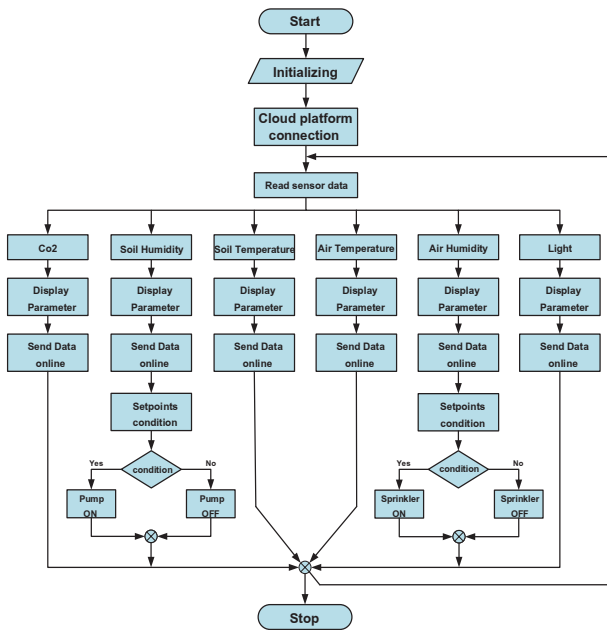 Start
Initializing
Cloud platform
connection
Read sensor data
Co2
Soil Humidity
Soil Temperature
Air Temperature
Air Humidity
Light
Display
Parameter
Display
Parameter
Display
Parameter
Display
Parameter
Display
Parameter
Display
Parameter
Send Data
online
Send Data
online
Send Data
online
Send Data
online
Send Data
online
Send Data
online
Setpoints
condition
Setpoints
condition
Yes
condition
No
Yes
condition
No
Pump
ON
Pump
OFF
Sprinkler
ON
Sprinkler
OFF
Stop